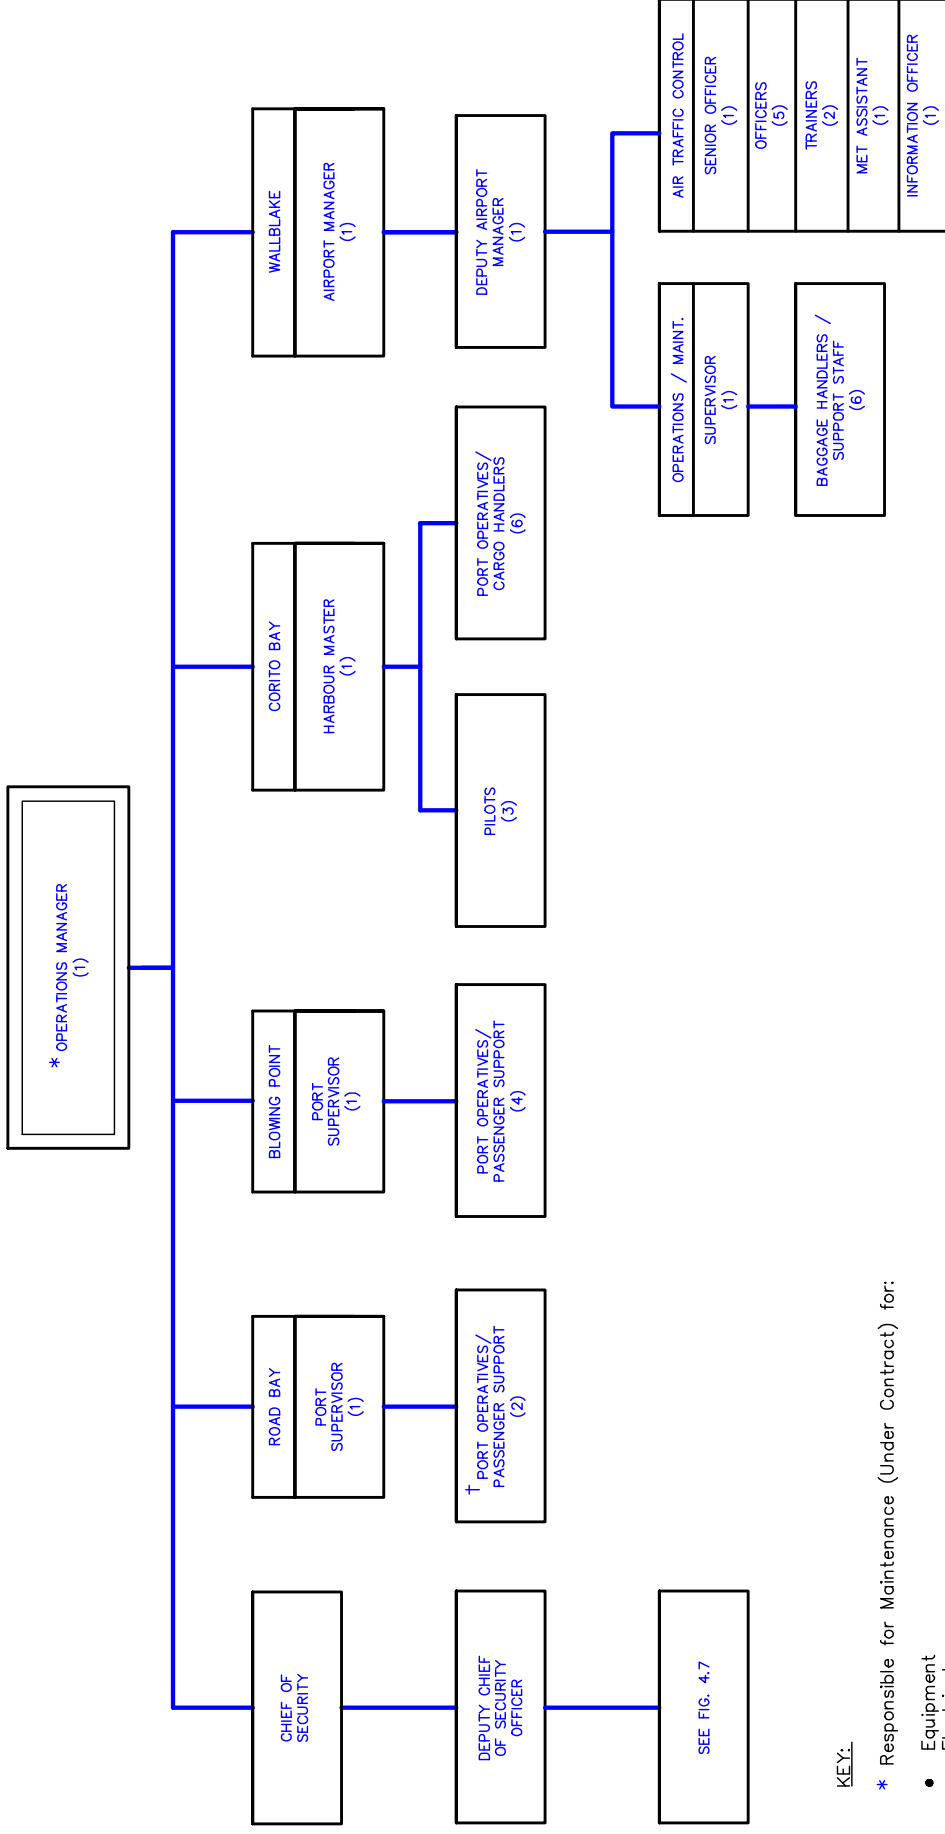 * OPERATIONS MANAGER
(1)
CHIEF OF
SECURITY
DEPUTY CHIEF
OF SECURITY
OFFICER
SEE FIG. 4.7
ROAD BAY
PORT
SUPERVISOR
(1)
† PORT OPERATIVES/
PASSENGER SUPPORT
(2)
BLOWING POINT
PORT
SUPERVISOR
(1)
PORT OPERATIVES/
PASSENGER SUPPORT
(4)
CORITO BAY
HARBOUR MASTER
(1)
PILOTS
(3)
PORT OPERATIVES/
CARGO HANDLERS
(6)
WALLBLAKE
AIRPORT MANAGER
(1)
DEPUTY AIRPORT
MANAGER
(1)
OPERATIONS / MAINT.
SUPERVISOR
(1)
BAGGAGE HANDLERS /
SUPPORT STAFF
(6)
AIR TRAFFIC CONTROL
SENIOR OFFICER
(1)
OFFICERS
(5)
TRAINERS
(2)
MET ASSISTANT
(1)
INFORMATION OFFICER
(1)
KEY:
* Responsible for Maintenance (Under Contract) for:
• Equipment